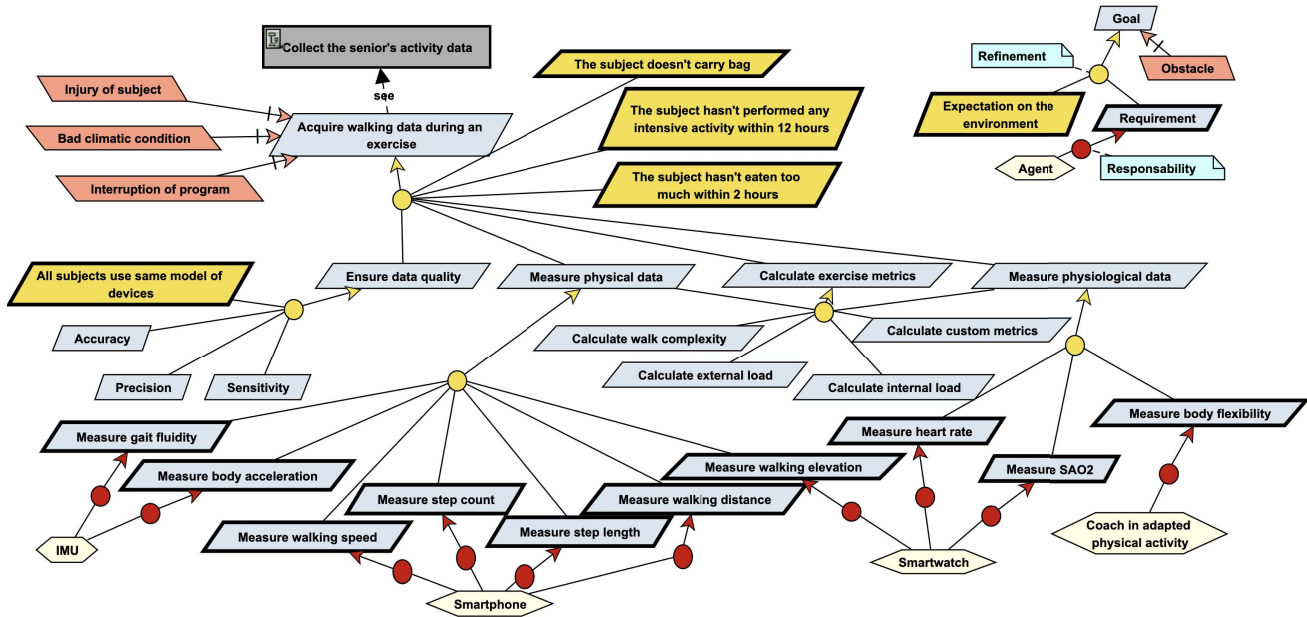 Collect the senior's activity data
see
Injury of subject
Bad climatic condition
Interruption of program
Acquire walking data during an
exercise
The subject doesn't carry bag
The subject hasn't performed any
intensive activity within 12 hours
The subject hasn't eaten too
much within 2 hours
Goal
Refinement
Obstacle
Expectation on the
environment
Requirement
Agent
Responsability
All subjects use same model of
devices
Ensure data quality
Measure physical data
Calculate exercise metrics
Measure physiological data
Accuracy
Precision
Sensitivity
Calculate walk complexity
Calculate custom metrics
Calculate external load
Calculate internal load
Measure gait fluidity
Measure body acceleration
Measure walking speed
Measure step count
Measure step length
Measure walking distance
Measure walking elevation
Measure heart rate
Measure SAO2
Measure body flexibility
IMU
Smartphone
Smartwatch
Coach in adapted
physical activity